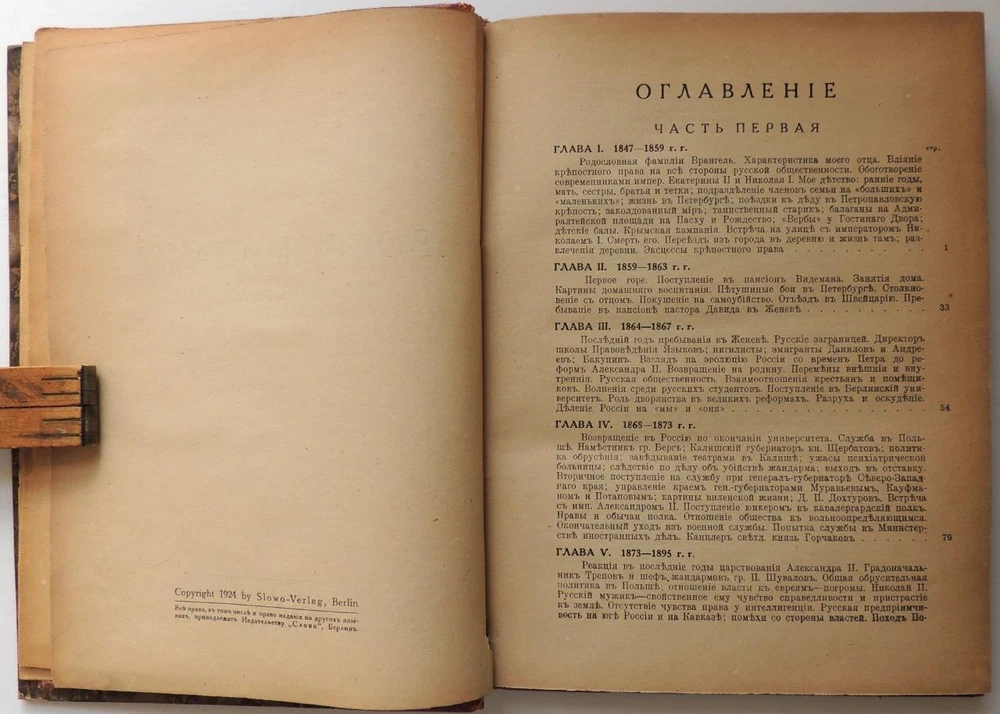 Copyright 1924 by Slowo-Verlag, Berlin
Всѣ права, въ томъ числѣ и право изданія на другихъ язы-
кахъ, принадлежатъ Издательству „Слово“, Берлинъ.
ОГЛАВЛЕНІЕ
ЧАСТЬ ПЕРВАЯ
ГЛАВА I. 1847—1859 г. г.
стр.
Родословная фамиліи Врангель. Характеристика моего отца. Вліяніе
крѣпостного права на всѣ стороны русской общественности. Обоготвореніе
современниками импер. Екатерины II и Николая I. Мое дѣтство: ранніе годы,
мать, сестры, братья и тетки; подраздѣленіе членовъ семьи на «большихъ» и
«маленькихъ»; жизнь въ Петербургѣ; поѣздки къ дѣду въ Петропавловскую
крѣпость; заколдованный міръ; таинственный старикъ; балаганы на Адми-
ралтейской площади на Пасху и Рождество; «Вербы» у Гостинаго Двора;
дѣтскіе балы. Крымская кампанія. Встрѣча на улицѣ съ императоромъ Ни-
колаемъ I. Смерть его. Переѣздъ изъ города въ деревню и жизнь тамъ; раз-
влеченія деревни. Эксцессы крѣпостного права . . . . . . . . . . . 1
ГЛАВА II. 1859—1863 г. г.
Первое горе. Поступленіе въ пансіонъ Видемана. Занятія дома.
Картины домашняго воспитанія. Пѣтушиные бои въ Петербургѣ. Столкно-
веніе съ отцомъ. Покушеніе на самоубійство. Отъѣздъ въ Швейцарію. Пре-
бываніе въ пансіонѣ пастора Давида въ Женевѣ . . . . . . . . . . 33
ГЛАВА III. 1864—1867 г. г.
Послѣдній годъ пребыванія въ Женевѣ. Русскіе заграницей. Директоръ
школы Правовѣдѣнія Языковъ; нигилисты; эмигранты Даниловъ и Андре-
евъ; Бакунинъ. Взглядъ на эволюцію Россіи со временъ Петра до ре-
формъ Александра II. Возвращеніе на родину. Перемѣны внѣшнія и вну-
треннія. Русская общественность. Взаимоотношенія крестьянъ и помѣщи-
ковъ. Волненія среди русскихъ студентовъ. Поступленіе въ Берлинскій уни-
верситетъ. Роль дворянства въ великихъ реформахъ. Разруха и оскудѣніе.
Дѣленіе Россіи на «мы» и «они» . . . . . . . . . . . . . . . . 54
ГЛАВА IV. 1868—1873 г. г.
Возвращеніе въ Россію по окончаніи университета. Служба въ Поль-
шѣ. Намѣстникъ гр. Бергъ; Калишскій губернаторъ кн. Щербатовъ; полити-
ка обрусѣнія; завѣдываніе театрами въ Калишѣ; ужасы психіатрической
больницы; слѣдствіе по дѣлу объ убійствѣ жандарма; выходъ въ отставку.
Вторичное поступленіе на службу при генералъ-губернаторѣ Сѣверо-Запад-
наго края; управленіе краемъ ген.-губернаторами Муравьевымъ, Кауфма-
номъ и Потаповымъ; картины виленской жизни; Д. П. Дохтуровъ. Встрѣча
съ имп. Александромъ II. Поступленіе юнкеромъ въ кавалергардскій полкъ.
Нравы и обычаи полка. Отношеніе общества къ вольноопредѣляющимся.
Окончательный уходъ изъ военной службы. Попытка службы въ Министер-
ствѣ иностранныхъ дѣлъ. Канцлеръ свѣтл. князь Горчаковъ . . . . . . 79
ГЛАВА V. 1873—1895 г. г.
Реакція въ послѣдніе годы царствованія Александра II. Градоначаль-
никъ Треповъ и шефъ жандармовъ гр. П. Шуваловъ. Общая обрусительная
политика въ Польшѣ; отношеніе власти къ евреямъ—погромы. Николай II.
Русскій мужикъ—свойственное ему чувство справедливости и пристрастіе
къ землѣ. Отсутствіе чувства права у интеллигенціи. Русская предпріимчи-
вость на югѣ Россіи и на Кавказѣ; помѣхи со стороны властей. Походъ По-